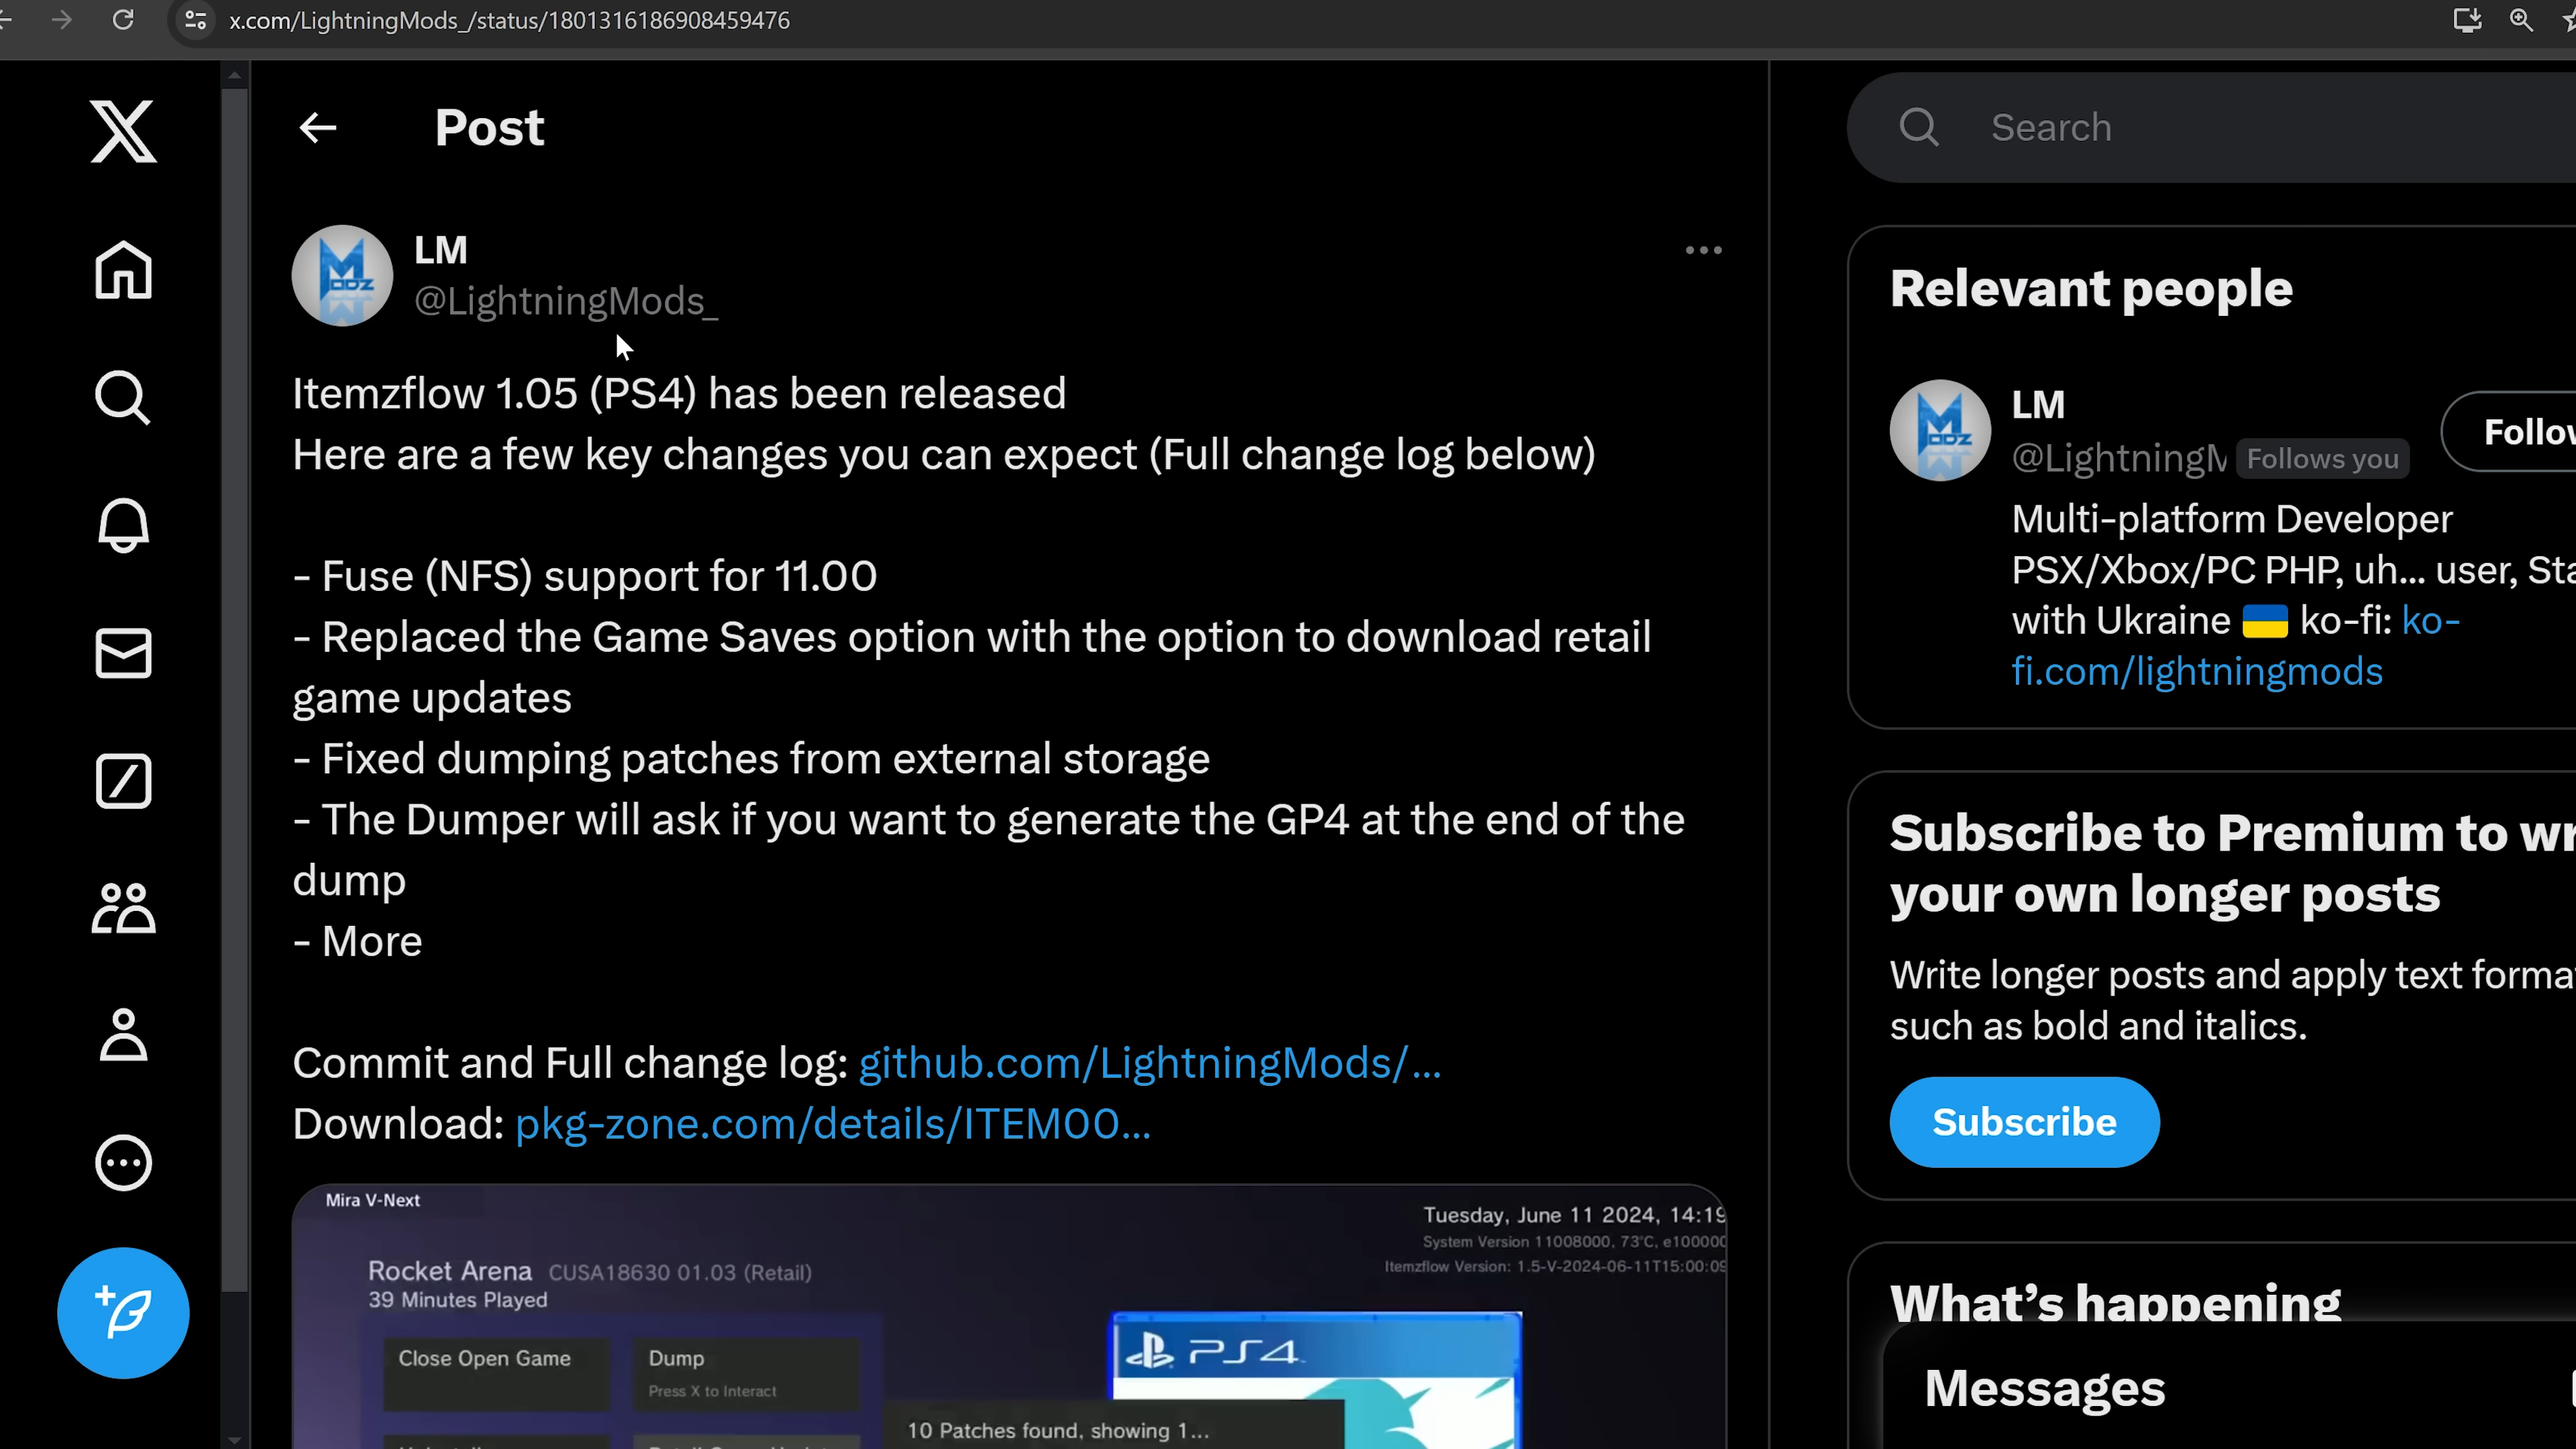 x.com/LightningMods_/status/1801316186908459476
Post
Search
LM
@LightningMods_
Itemzflow 1.05 (PS4) has been released
Here are a few key changes you can expect (Full change log below)
- Fuse (NFS) support for 11.00
- Replaced the Game Saves option with the option to download retail
game updates
- Fixed dumping patches from external storage
- The Dumper will ask if you want to generate the GP4 at the end of the
dump
- More
Commit and Full change log: github.com/LightningMods/...
Download: pkg-zone.com/details/ITEM00...
Mira V-Next
Tuesday, June 11 2024, 14:19
System Version 11008000, 73°C, e100000
Itemzflow Version: 1.5-V-2024-06-11T15:00:09
Rocket Arena CUSA18630 01.03 (Retail)
39 Minutes Played
Close Open Game
Dump
Press X to Interact
PS4
10 Patches found, showing 1...
Relevant people
LM
@LightningM Follows you
Follow
Multi-platform Developer
PSX/Xbox/PC PHP, uh... user, Sta
with Ukraine 🇺🇦 ko-fi: ko-
fi.com/lightningmods
Subscribe to Premium to wr
your own longer posts
Write longer posts and apply text forma
such as bold and italics.
Subscribe
What's happening
Messages